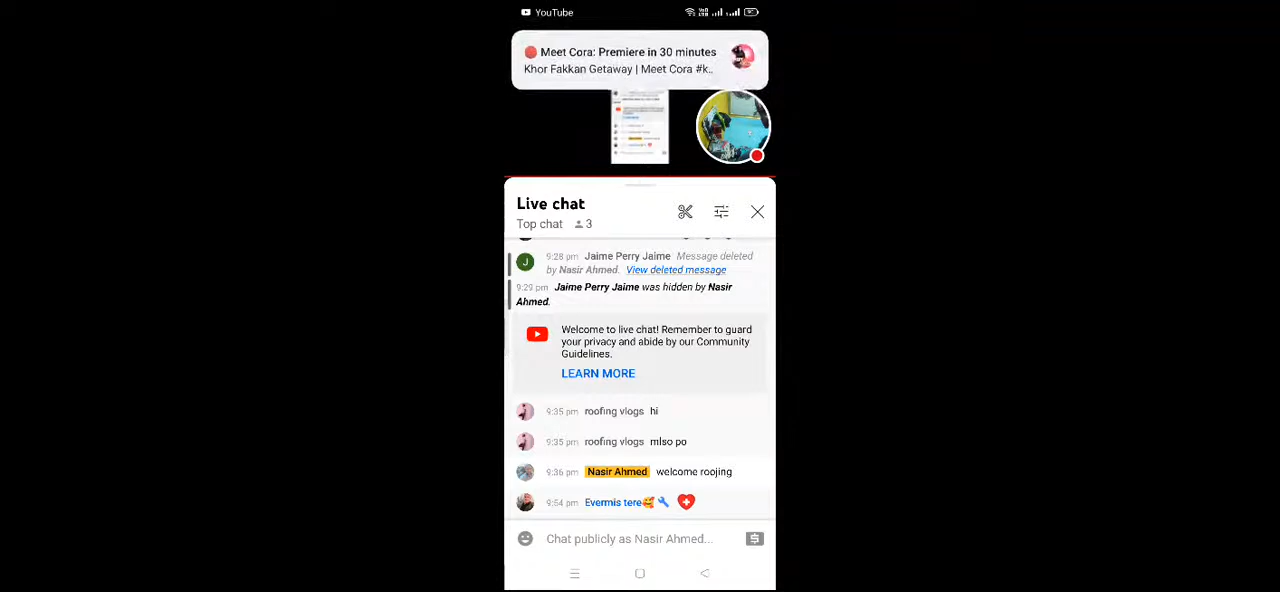 YouTube
Meet Cora: Premiere in 30 minutes
Khor Fakkan Getaway | Meet Cora #k..
Live chat
Top chat 3
9:28 pm Jaime Perry Jaime Message deleted
by Nasir Ahmed. View deleted message
9:29 pm Jaime Perry Jaime was hidden by Nasir
Ahmed.
Welcome to live chat! Remember to guard
your privacy and abide by our Community
Guidelines.
LEARN MORE
9:35 pm roofing vlogs hi
9:35 pm roofing vlogs mlso po
9:36 pm Nasir Ahmed welcome roojing
9:54 pm Evermis tere🥰
Chat publicly as Nasir Ahmed...